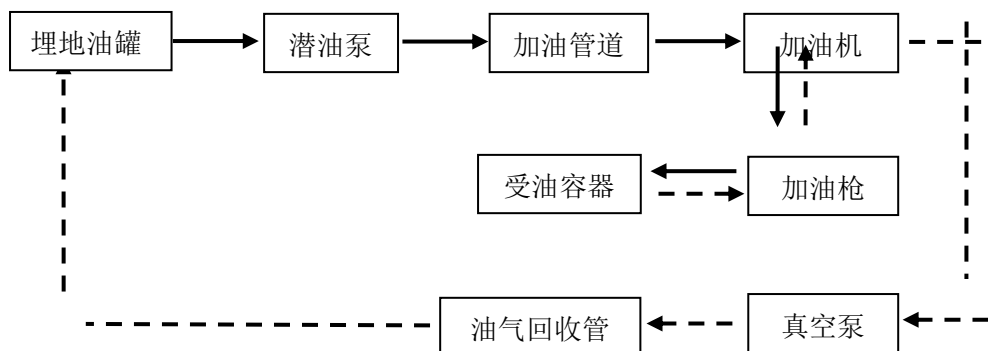 埋地油罐
潜油泵
加油管道
加油机
受油容器
加油枪
油气回收管
真空泵